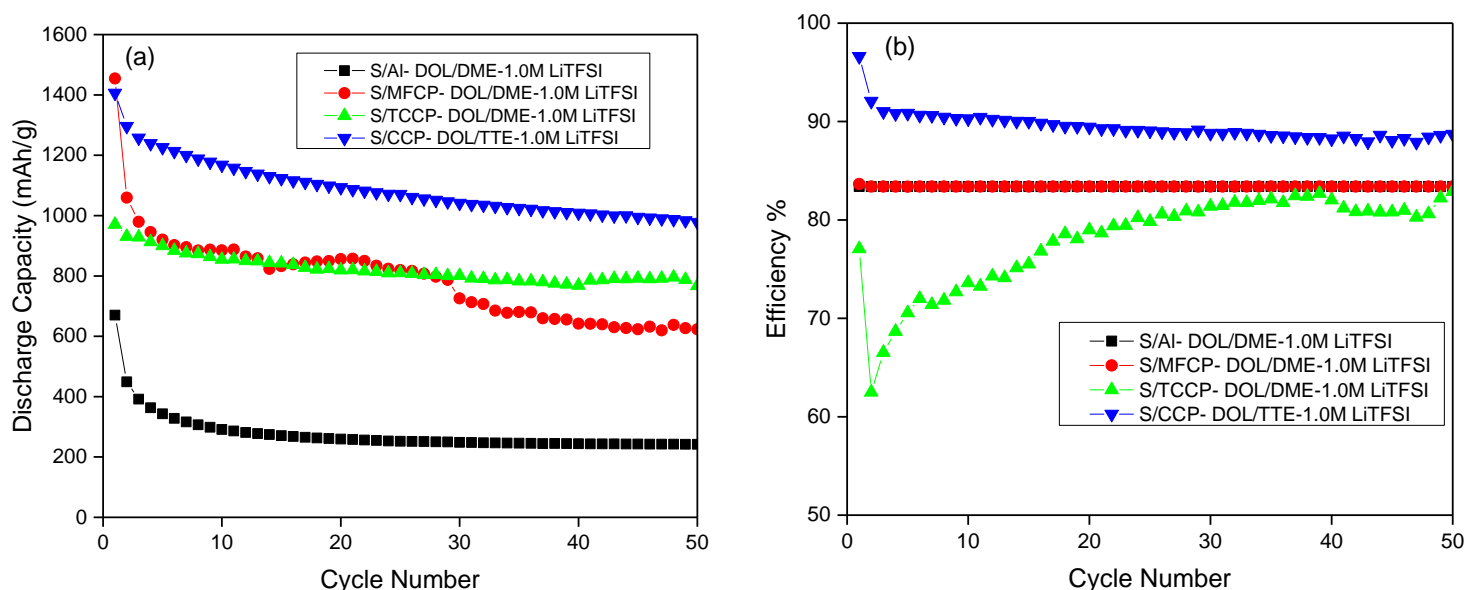 (a)
1600
1400
1200
1000
800
600
400
200
0
Discharge Capacity (mAh/g)
S/Al- DOL/DME-1.0M LiTFSI
S/MFCP- DOL/DME-1.0M LiTFSI
S/TCCP- DOL/DME-1.0M LiTFSI
S/CCP- DOL/TTE-1.0M LiTFSI
0 10 20 30 40 50
Cycle Number
(b)
100
90
80
70
60
50
Efficiency %
S/Al- DOL/DME-1.0M LiTFSI
S/MFCP- DOL/DME-1.0M LiTFSI
S/TCCP- DOL/DME-1.0M LiTFSI
S/CCP- DOL/TTE-1.0M LiTFSI
0 10 20 30 40 50
Cycle Number